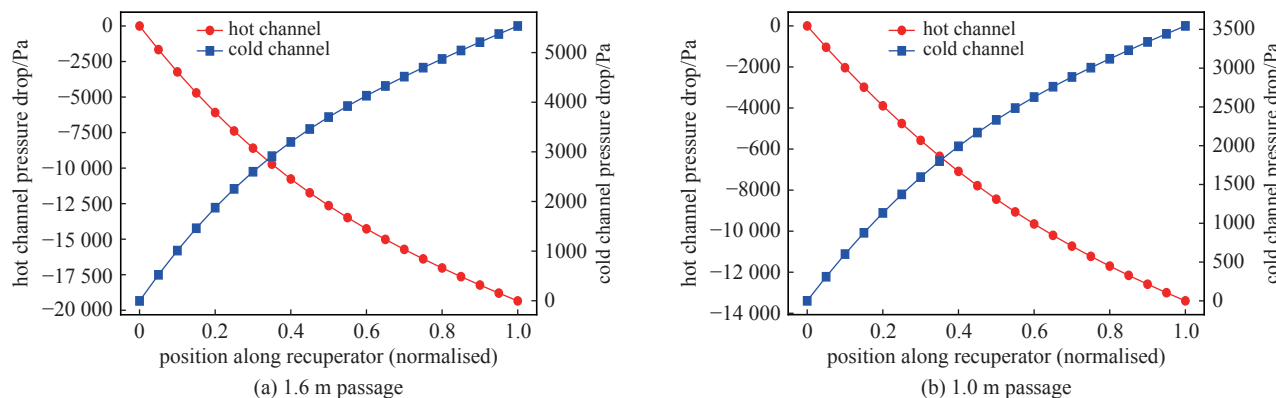 hot channel pressure drop/Pa
0
−2500
−5000
−7500
−10 000
−12 500
−15 000
−17 500
−20 000
hot channel
cold channel
5000
4000
3000
2000
1000
0
cold channel pressure drop/Pa
0 0.2 0.4 0.6 0.8 1.0
position along recuperator (normalised)
(a) 1.6 m passage
hot channel pressure drop/Pa
0
−2000
−4000
−6000
−8000
−10 000
−12 000
−14 000
hot channel
cold channel
3500
3000
2500
2000
1500
1000
500
0
cold channel pressure drop/Pa
0 0.2 0.4 0.6 0.8 1.0
position along recuperator (normalised)
(b) 1.0 m passage